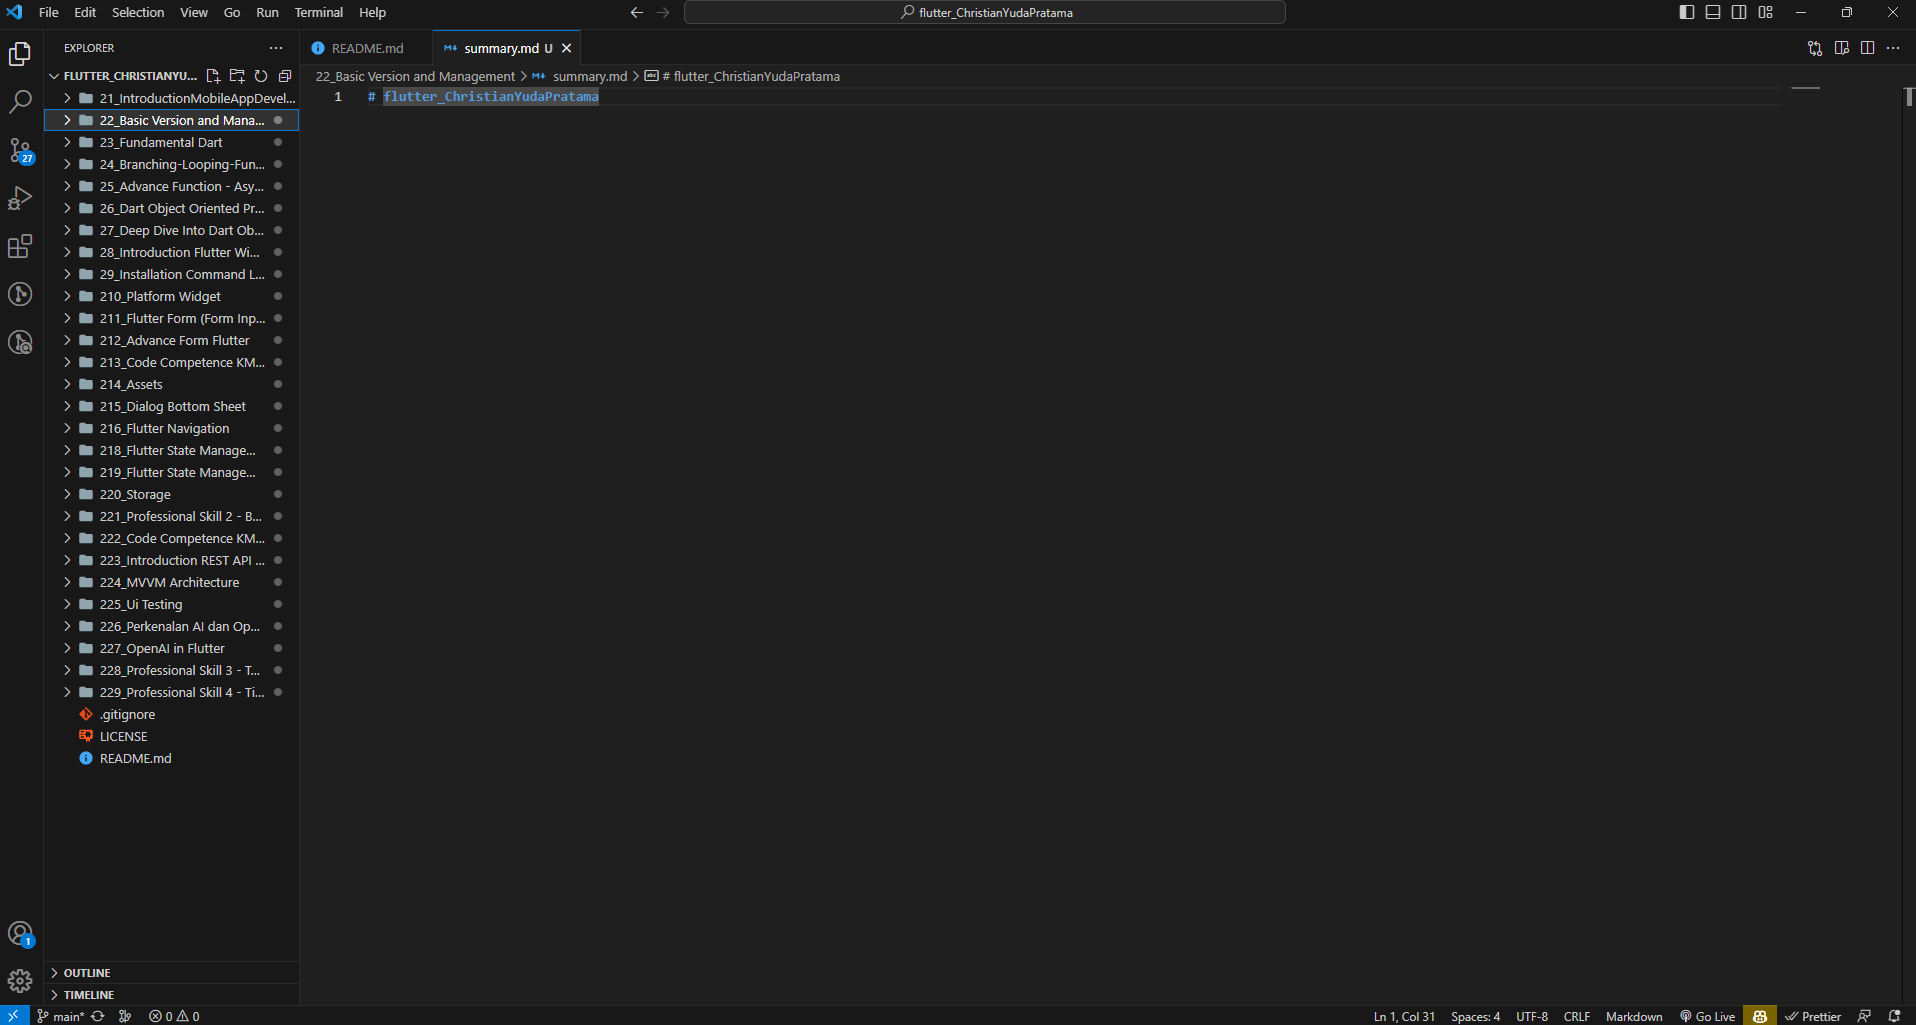 File Edit Selection View Go Run Terminal Help
flutter_ChristianYudaPratama
EXPLORER
README.md
summary.md U
FLUTTER_CHRISTIANYU...
22_Basic Version and Management > summary.md > # flutter_ChristianYudaPratama
1 # flutter_ChristianYudaPratama
21_IntroductionMobileAppDevel...
22_Basic Version and Mana...
23_Fundamental Dart
24_Branching-Looping-Fun...
25_Advance Function - Asy...
26_Dart Object Oriented Pr...
27_Deep Dive Into Dart Ob...
28_Introduction Flutter Wi...
29_Installation Command L...
210_Platform Widget
211_Flutter Form (Form Inp...
212_Advance Form Flutter
213_Code Competence KM...
214_Assets
215_Dialog Bottom Sheet
216_Flutter Navigation
218_Flutter State Manage...
219_Flutter State Manage...
220_Storage
221_Professional Skill 2 - B...
222_Code Competence KM...
223_Introduction REST API ...
224_MVVM Architecture
225_Ui Testing
226_Perkenalan AI dan Op...
227_OpenAI in Flutter
228_Professional Skill 3 - T...
229_Professional Skill 4 - Ti...
.gitignore
LICENSE
README.md
27
1
OUTLINE
TIMELINE
main* 0 0 Ln 1, Col 31 Spaces: 4 UTF-8 CRLF Markdown Go Live Prettier